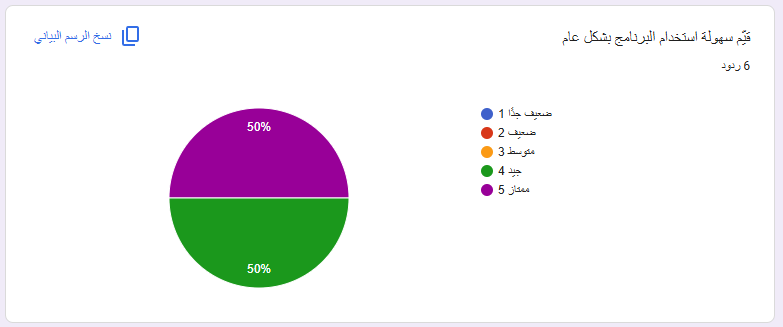 قيِّم سهولة استخدام البرنامج بشكل عام
نسخ الرسم البياني
6 ردود
1 ضعيف جدًا
2 ضعيف
3 متوسط
4 جيد
5 ممتاز
50%
50%